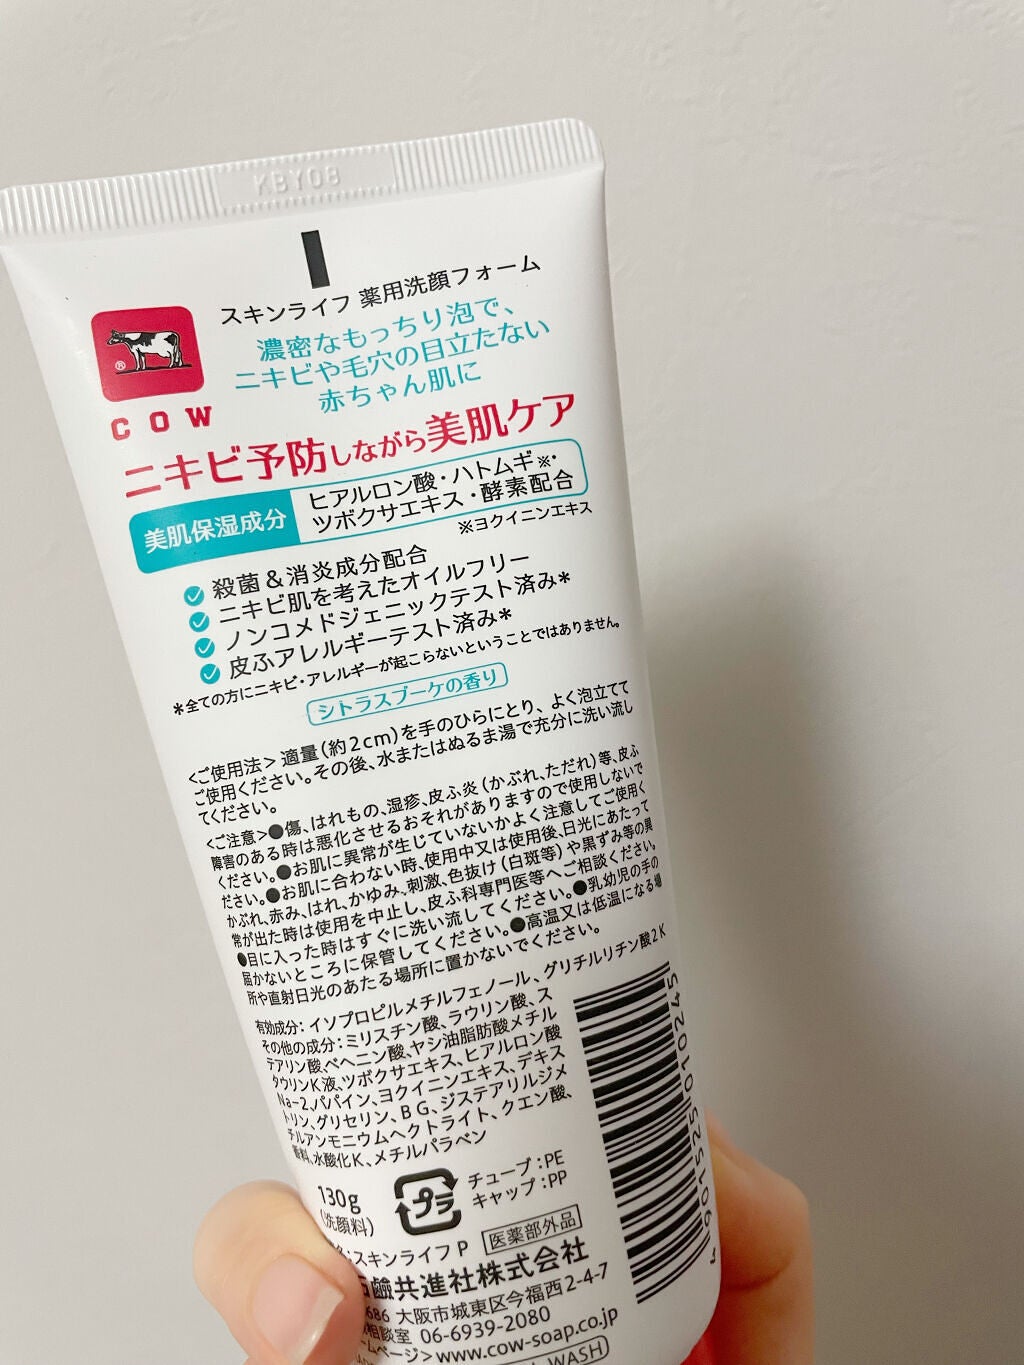 KBY08
スキンライフ 薬用洗顔フォーム
濃密なもっちり泡で、
ニキビや毛穴の目立たない
赤ちゃん肌に
®
COW
ニキビ予防しながら美肌ケア
美肌保湿成分
ヒアルロン酸・ハトムギ※・
ツボクサエキス・酵素配合
※ヨクイニンエキス
殺菌&消炎成分配合
ニキビ肌を考えたオイルフリー
ノンコメドジェニックテスト済み*
皮ふアレルギーテスト済み*
*全ての方にニキビ・アレルギーが起こらないということではありません。
シトラスブーケの香り
<ご使用法>適量(約2cm)を手のひらにとり、よく泡立てて
ご使用ください。その後、水またはぬるま湯で充分に洗い流し
てください。
<ご注意>●傷、はれもの、湿疹、皮ふ炎(かぶれ、ただれ)等、皮ふ
障害のある時は悪化させるおそれがありますので使用しないで
ください。●お肌に異常が生じていないかよく注意してご使用く
ださい。●お肌に合わない時、使用中又は使用後、日光にあたって
かぶれ、赤み、はれ、かゆみ、刺激、色抜け(白斑等)や黒ずみ等の異
常が出た時は使用を中止し、皮ふ科専門医等へご相談ください。
●目に入った時はすぐに洗い流してください。●乳幼児の手の
届かないところに保管してください。●高温又は低温になる場
所や直射日光のあたる場所に置かないでください。
有効成分:イソプロピルメチルフェノール、グリチルリチン酸2K
その他の成分:ミリスチン酸、ラウリン酸、ス
テアリン酸、ベヘニン酸、ヤシ油脂肪酸メチル
タウリンK液、ツボクサエキス、ヒアルロン酸
Na-2、パパイン、ヨクイニンエキス、デキス
トリン、グリセリン、BG、ジステアリルジメ
チルアンモニウムヘクトライト、クエン酸、
香料、水酸化K、メチルパラベン
130g
(洗顔料)
プラ
チューブ:PE
キャップ:PP
スキンライフP
医薬部外品
石鹼共進社株式会社
686 大阪市城東区今福西2-4-7
相談室 06-6939-2080
ームページ>www.cow-soap.co.jp
WASH